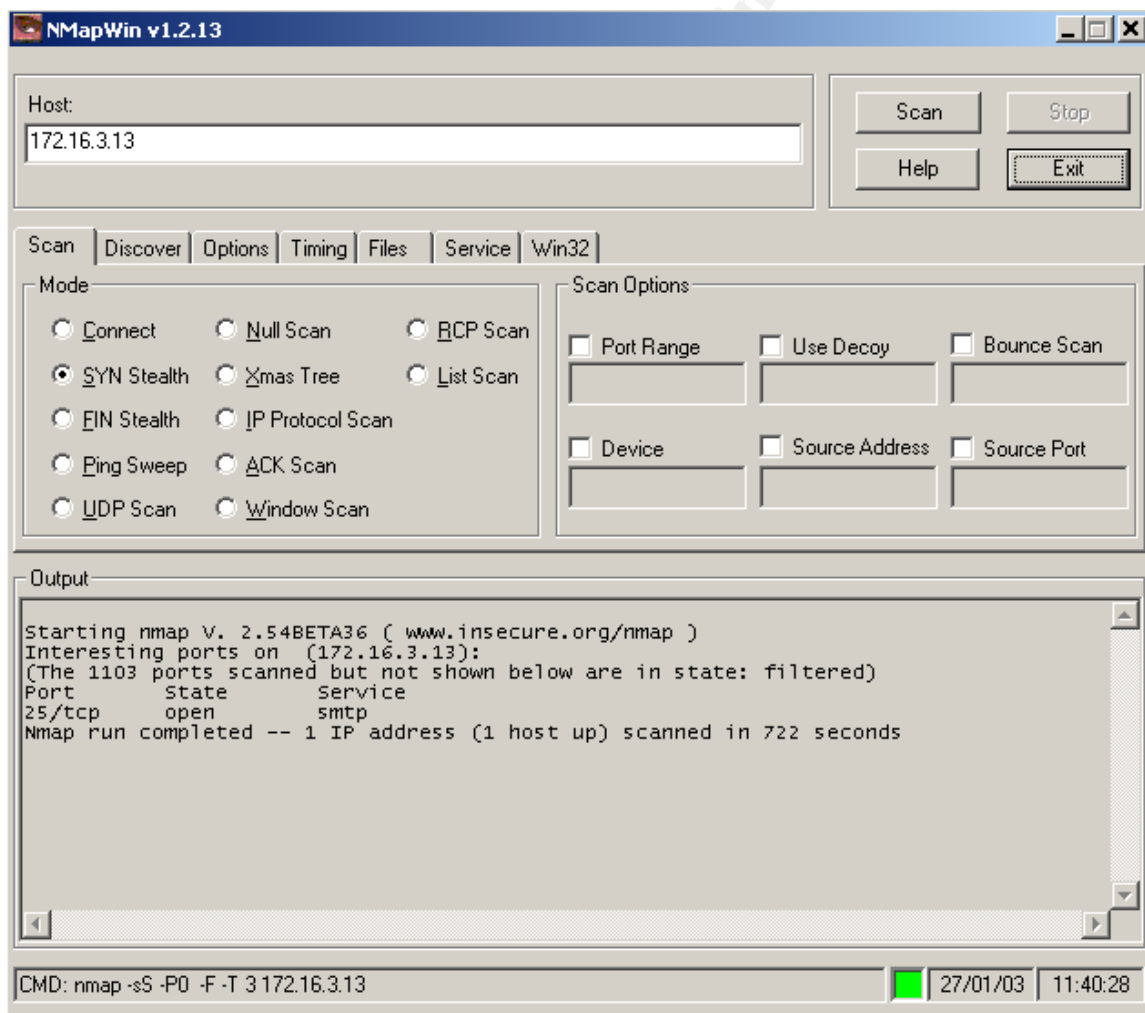 NMapWin v1.2.13
Host:
172.16.3.13
Scan Stop
Help Exit
Scan Discover Options Timing Files Service Win32
Mode
Connect Null Scan RCP Scan
SYN Stealth Xmas Tree List Scan
FIN Stealth IP Protocol Scan
Ping Sweep ACK Scan
UDP Scan Window Scan
Scan Options
Port Range Use Decoy Bounce Scan
Device Source Address Source Port
Output
Starting nmap V. 2.54BETA36 ( www.insecure.org/nmap )
Interesting ports on (172.16.3.13):
(The 1103 ports scanned but not shown below are in state: filtered)
Port State Service
25/tcp open smtp
Nmap run completed -- 1 IP address (1 host up) scanned in 722 seconds
CMD: nmap -sS -P0 -F -T 3 172.16.3.13 27/01/03 11:40:28